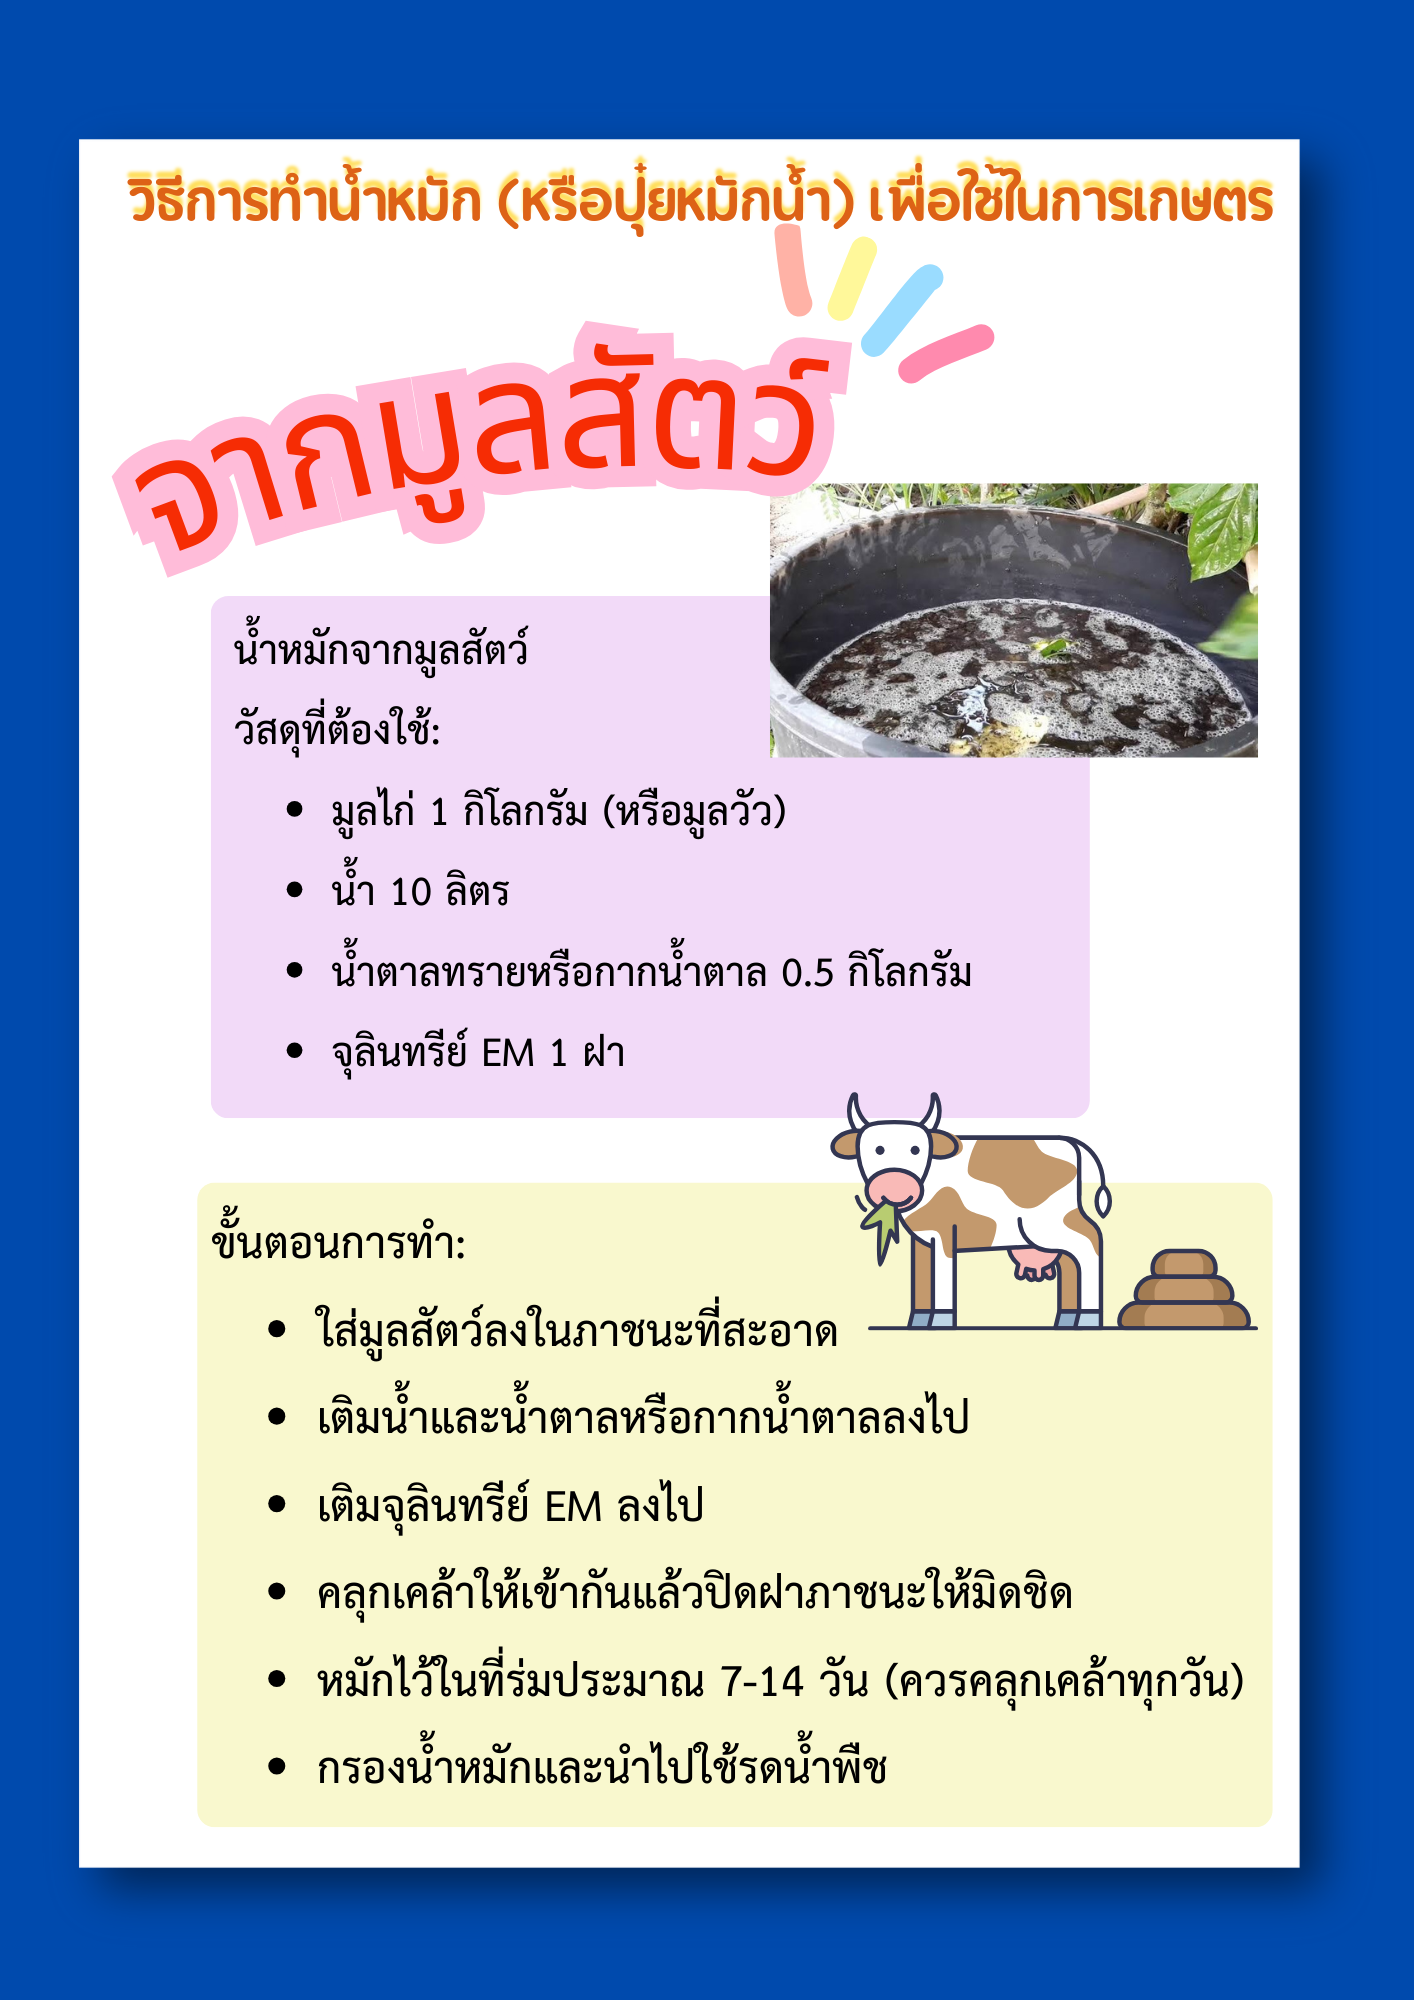 วิธีการทำน้ำหมัก (หรือปุ๋ยหมักน้ำ) เพื่อใช้ในการเกษตร
จากมูลสัตว์
น้ำหมักจากมูลสัตว์
วัสดุที่ต้องใช้:
• มูลไก่ 1 กิโลกรัม (หรือมูลวัว)
• น้ำ 10 ลิตร
• น้ำตาลทรายหรือกากน้ำตาล 0.5 กิโลกรัม
• จุลินทรีย์ EM 1 ฝา
ขั้นตอนการทำ:
• ใส่มูลสัตว์ลงในภาชนะที่สะอาด
• เติมน้ำและน้ำตาลหรือกากน้ำตาลลงไป
• เติมจุลินทรีย์ EM ลงไป
• คลุกเคล้าให้เข้ากันแล้วปิดฝาภาชนะให้มิดชิด
• หมักไว้ในที่ร่มประมาณ 7-14 วัน (ควรคลุกเคล้าทุกวัน)
• กรองน้ำหมักและนำไปใช้รดน้ำพืช